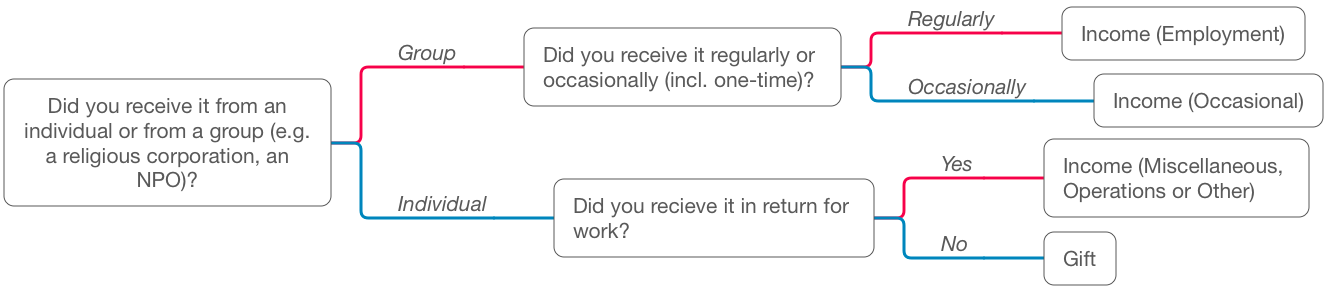 Did you receive it from an
individual or from a group (e.g.
a religious corporation, an
NPO)?
Group
Did you receive it regularly or
occasionally (incl. one-time)?
Regularly
Income (Employment)
Occasionally
Income (Occasional)
Individual
Did you recieve it in return for
work?
Yes
Income (Miscellaneous,
Operations or Other)
No
Gift